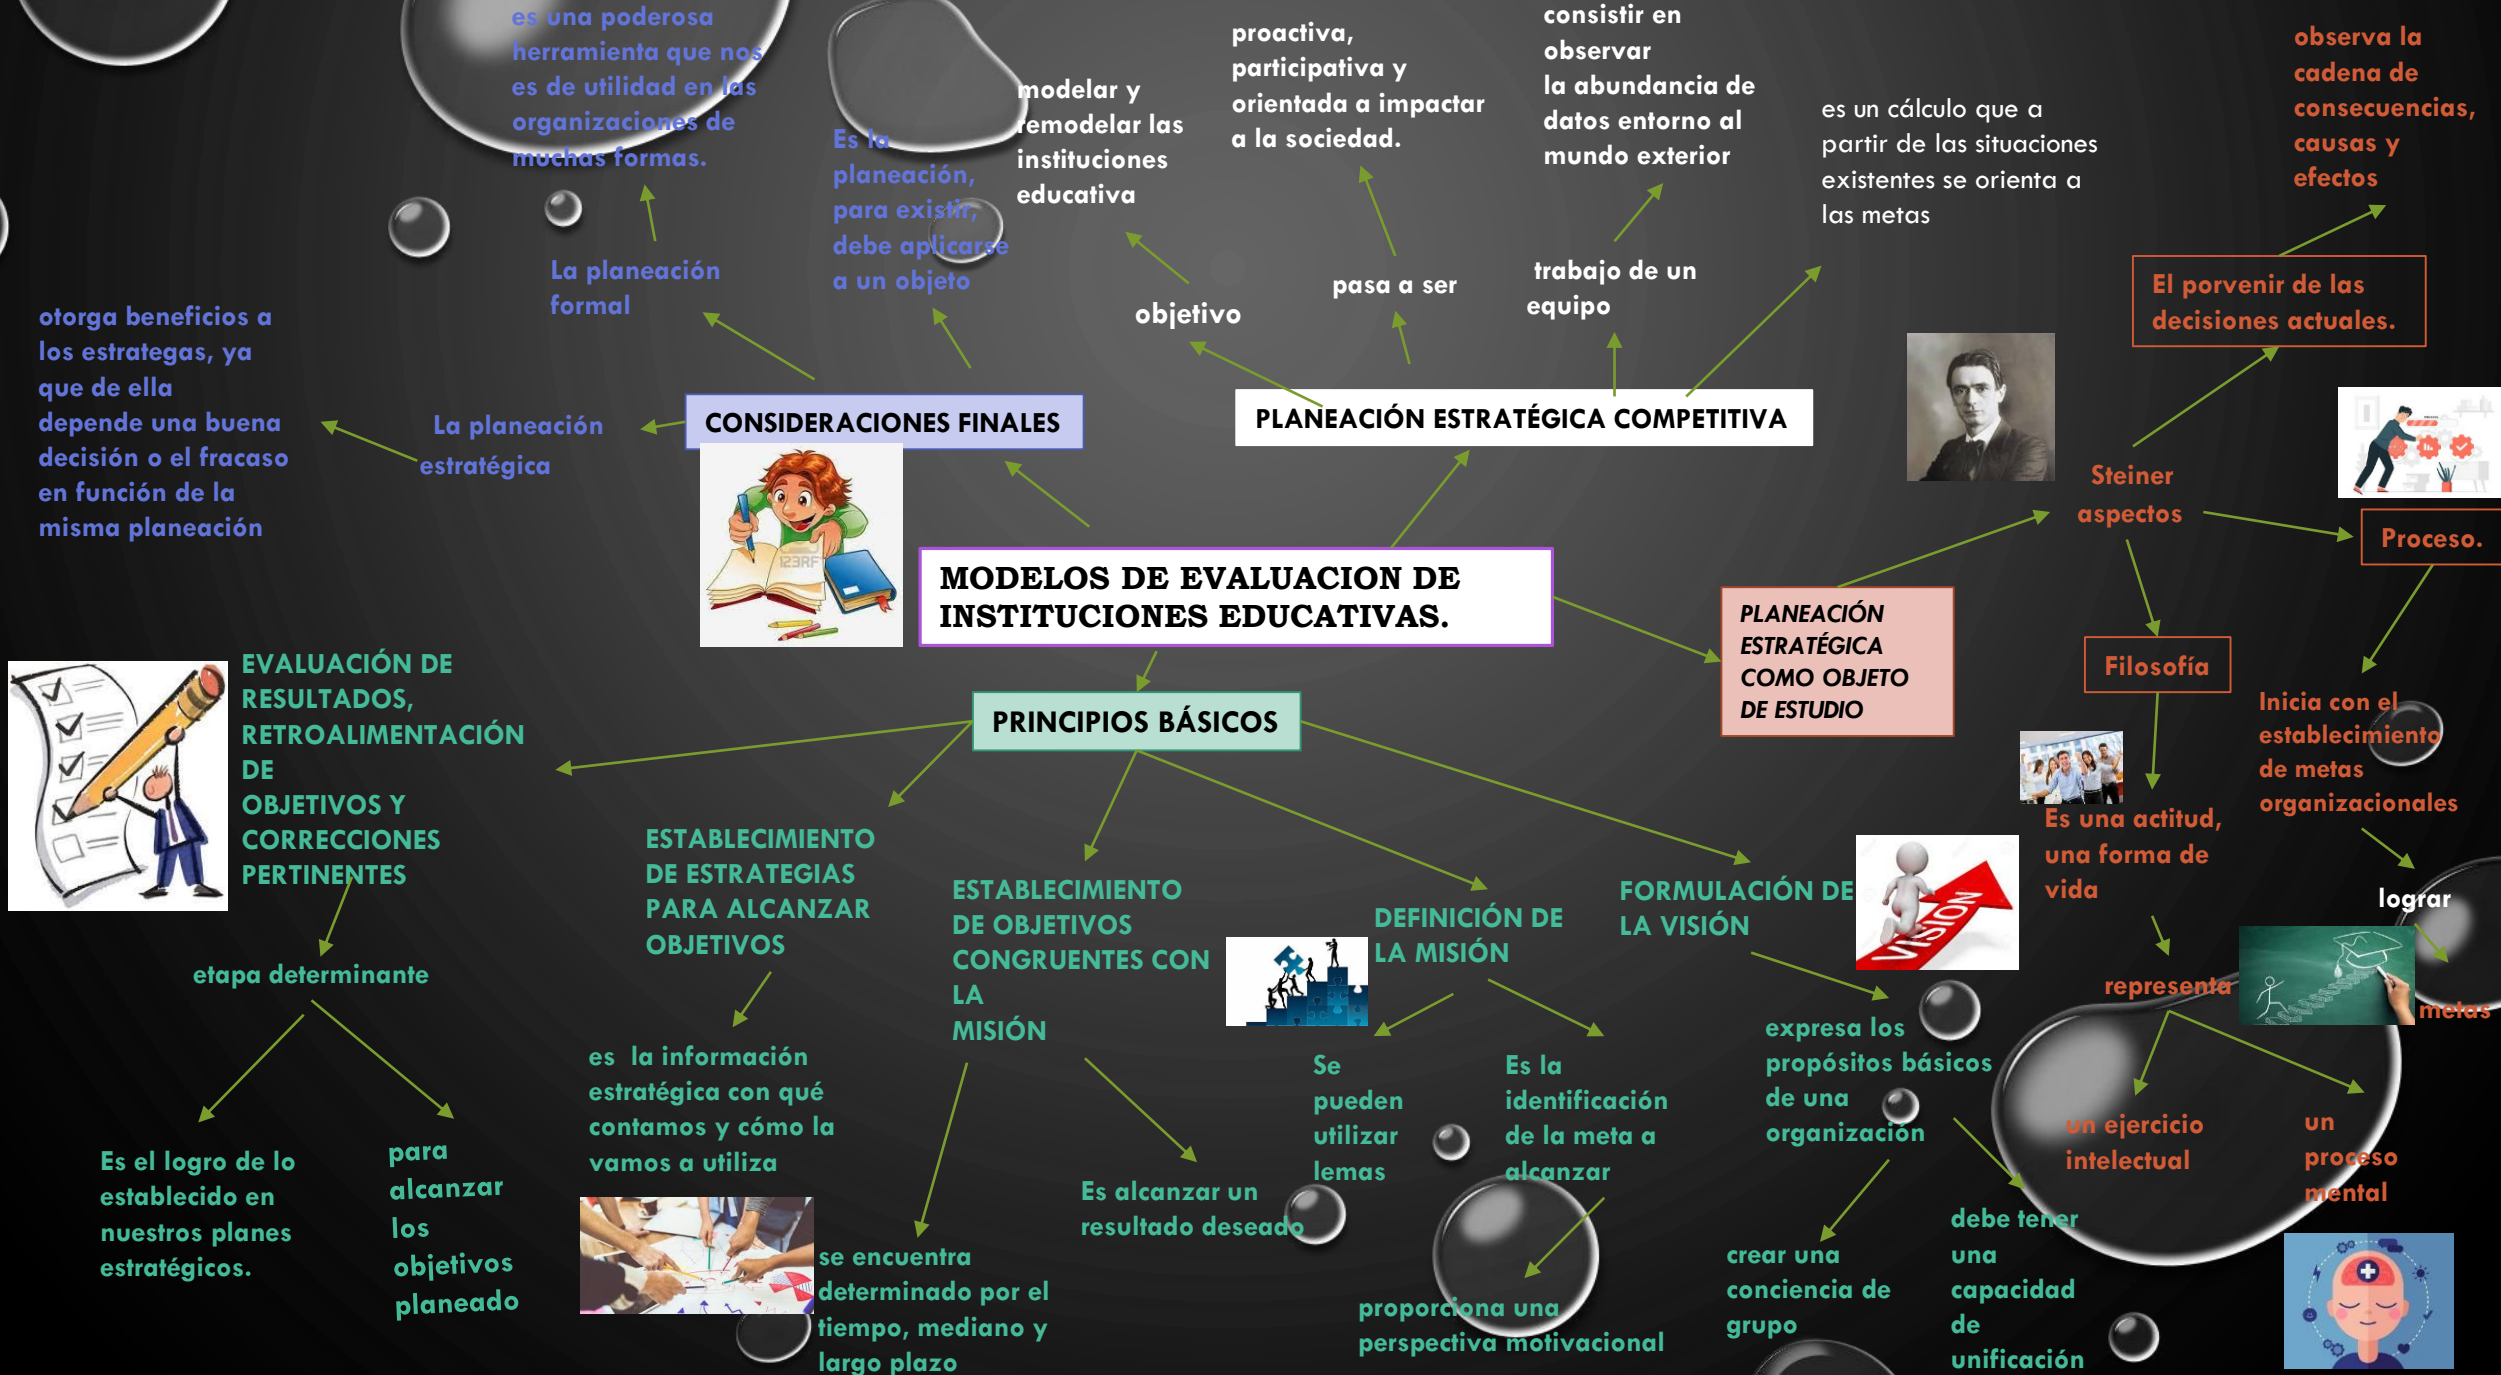 es una poderosa
herramienta que nos
es de utilidad en las
organizaciones de
muchas formas.
Es la
planeación,
para existir,
debe aplicarse
a un objeto
modelar y
remodelar las
instituciones
educativa
proactiva,
participativa y
orientada a impactar
a la sociedad.
consistir en
observar
la abundancia de
datos entorno al
mundo exterior
es un cálculo que a
partir de las situaciones
existentes se orienta a
las metas
observa la
cadena de
consecuencias,
causas y
efectos
La planeación
formal
objetivo
pasa a ser
trabajo de un
equipo
El porvenir de las
decisiones actuales.
otorga beneficios a
los estrategas, ya
que de ella
depende una buena
decisión o el fracaso
en función de la
misma planeación
La planeación
estratégica
CONSIDERACIONES FINALES
PLANEACIÓN ESTRATÉGICA COMPETITIVA
Steiner
aspectos
Proceso.
123RF
MODELOS DE EVALUACION DE
INSTITUCIONES EDUCATIVAS.
PLANEACIÓN
ESTRATÉGICA
COMO OBJETO
DE ESTUDIO
Filosofía
Inicia con el
establecimiento
de metas
organizacionales
lograr
metas
Es una actitud,
una forma de
vida
representa
un ejercicio
intelectual
un
proceso
mental
PRINCIPIOS BÁSICOS
EVALUACIÓN DE
RESULTADOS,
RETROALIMENTACIÓN
DE
OBJETIVOS Y
CORRECCIONES
PERTINENTES
etapa determinante
Es el logro de lo
establecido en
nuestros planes
estratégicos.
para
alcanzar
los
objetivos
planeado
ESTABLECIMIENTO
DE ESTRATEGIAS
PARA ALCANZAR
OBJETIVOS
es la información
estratégica con qué
contamos y cómo la
vamos a utiliza
ESTABLECIMIENTO
DE OBJETIVOS
CONGRUENTES CON
LA
MISIÓN
se encuentra
determinado por el
tiempo, mediano y
largo plazo
Es alcanzar un
resultado deseado
DEFINICIÓN DE
LA MISIÓN
Se
pueden
utilizar
lemas
Es la
identificación
de la meta a
alcanzar
proporciona una
perspectiva motivacional
FORMULACIÓN DE
LA VISIÓN
VISION
expresa los
propósitos básicos
de una
organización
crear una
conciencia de
grupo
debe tener
una
capacidad
de
unificación